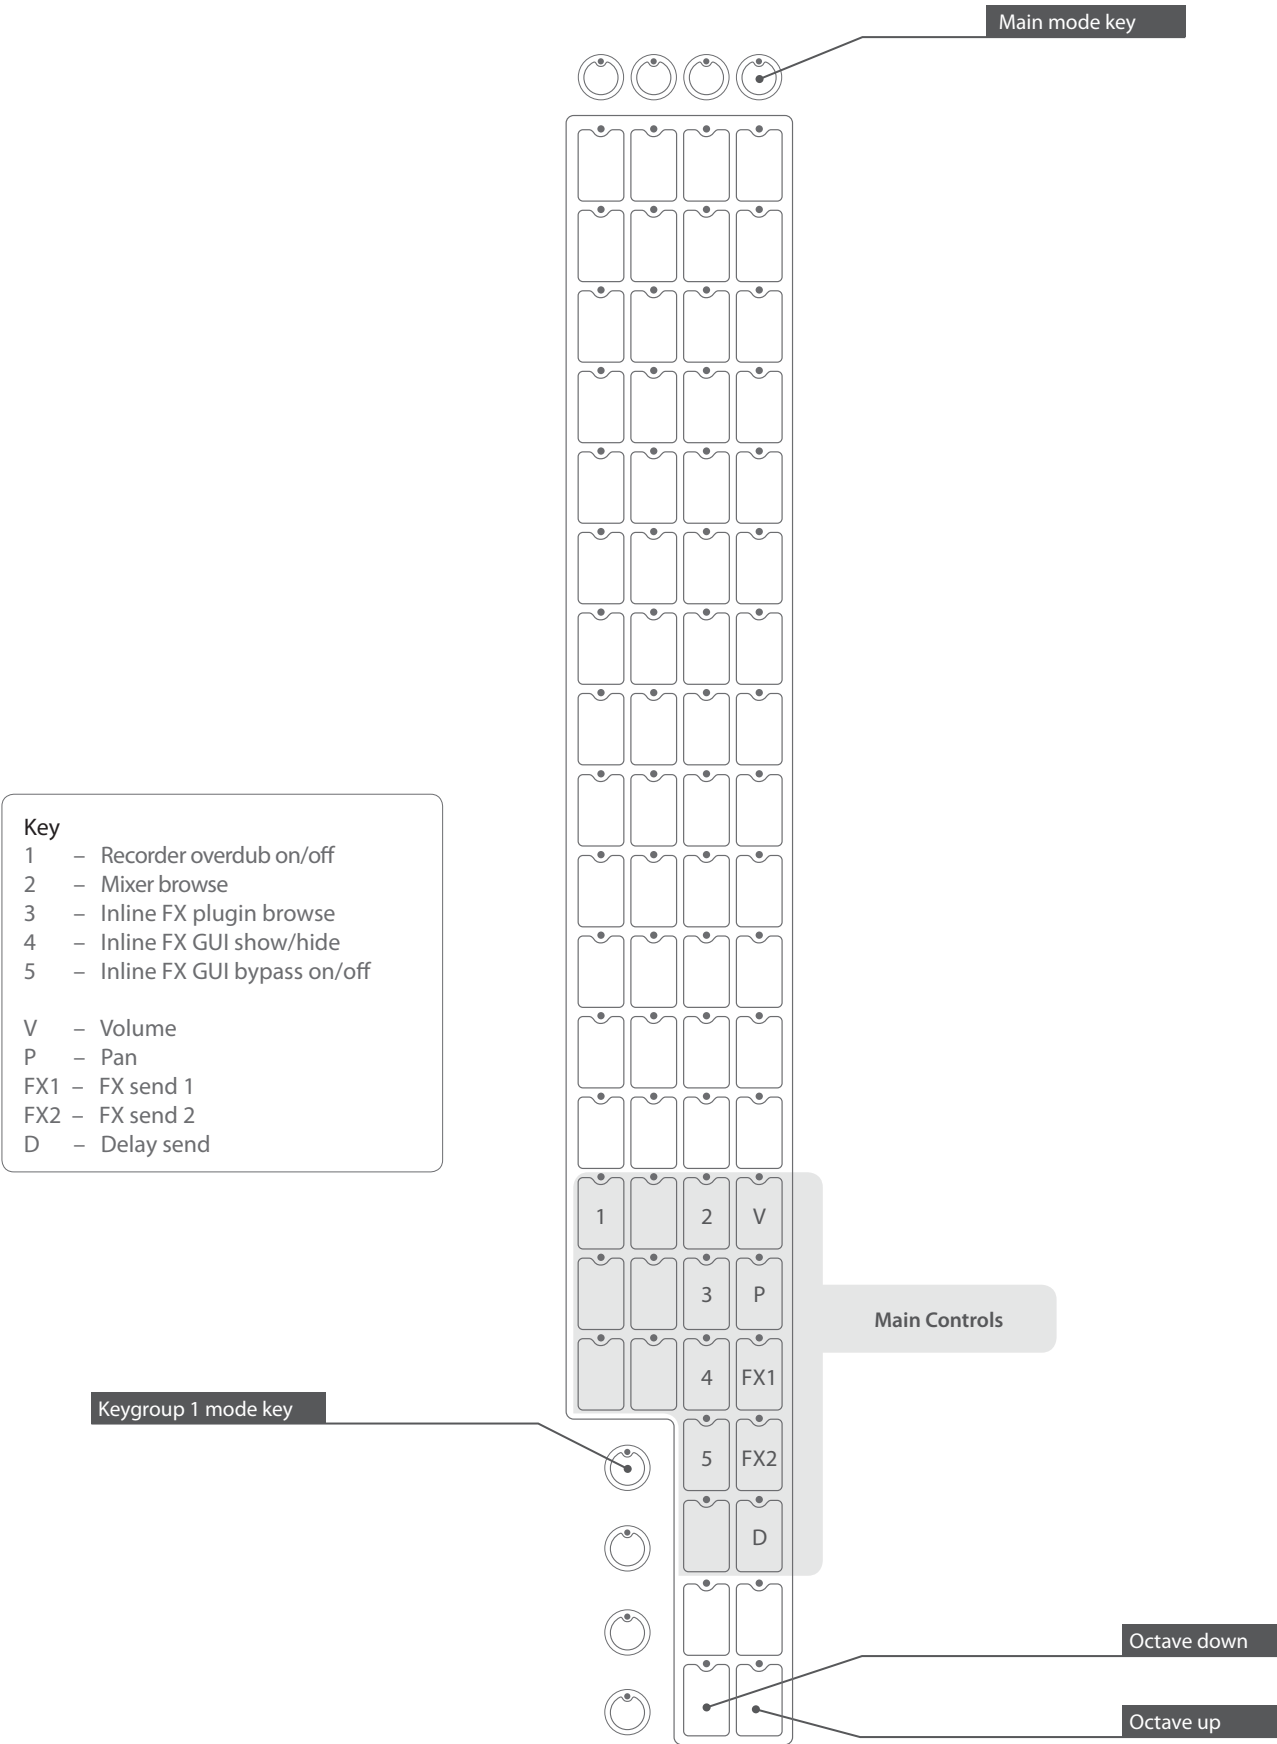 Main mode key
Key
1 – Recorder overdub on/off
2 – Mixer browse
3 – Inline FX plugin browse
4 – Inline FX GUI show/hide
5 – Inline FX GUI bypass on/off
V – Volume
P – Pan
FX1 – FX send 1
FX2 – FX send 2
D – Delay send
1 2 V
3 P
Main Controls
4 FX1
Keygroup 1 mode key
5 FX2
D
Octave down
Octave up